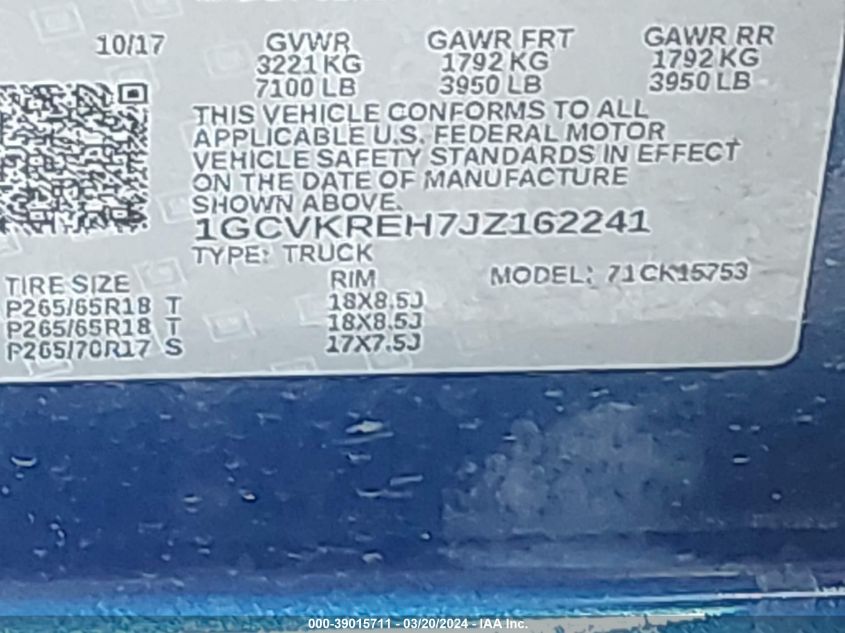 10/17 GVWR GAWR FRT GAWR RR
3221 KG 1792 KG 1792 KG
7100 LB 3950 LB 3950 LB
THIS VEHICLE CONFORMS TO ALL
APPLICABLE U.S. FEDERAL MOTOR
VEHICLE SAFETY STANDARDS IN EFFECT
ON THE DATE OF MANUFACTURE
SHOWN ABOVE.
1GCVKREH7JZ162241
TYPE: TRUCK
TIRE SIZE RIM MODEL: 71CK15753
P265/65R18 T 18X8.5J
P265/65R18 T 18X8.5J
P265/70R17 S 17X7.5J
000-39015711 - 03/20/2024 - IAA Inc.